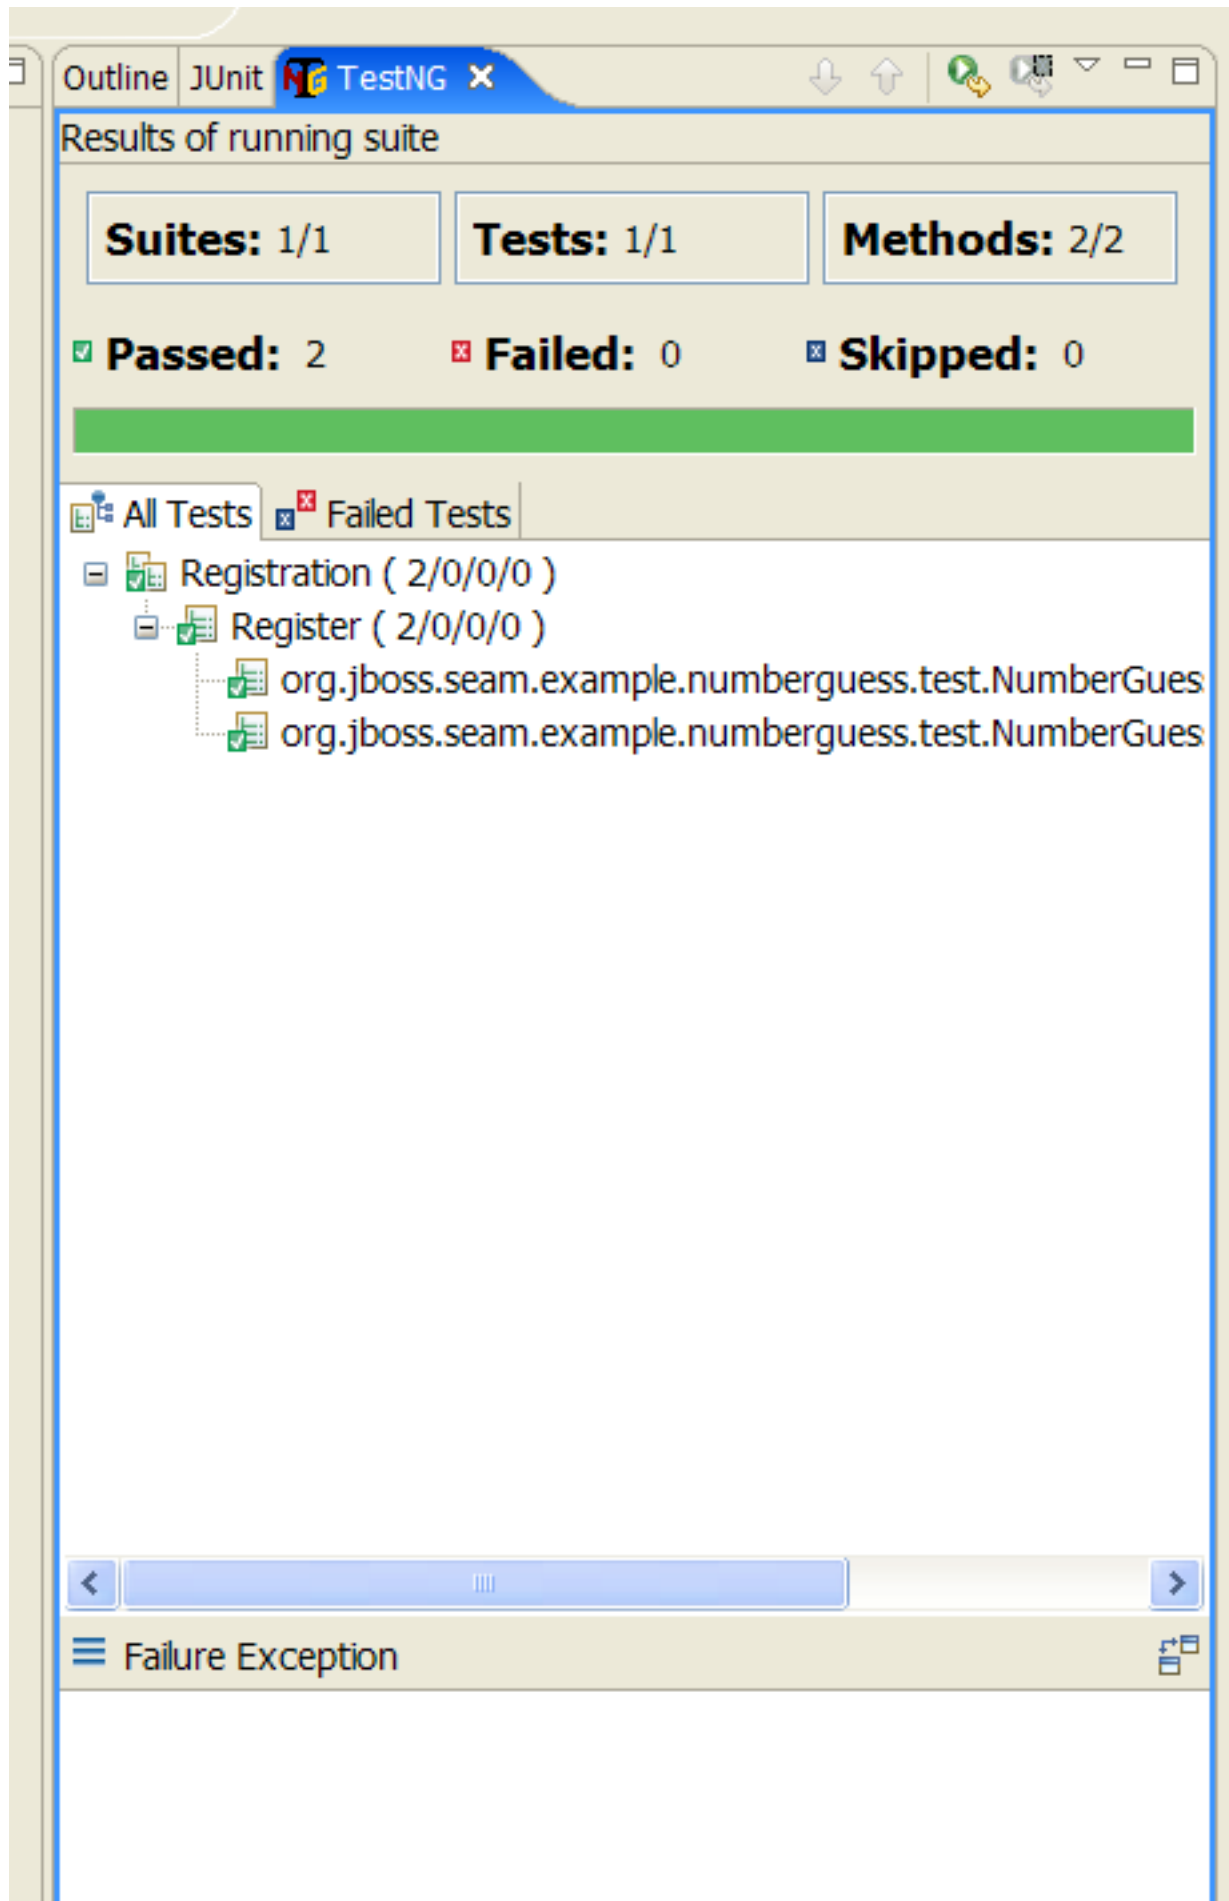 Outline JUnit TestNG
Results of running suite
Suites: 1/1 Tests: 1/1 Methods: 2/2
Passed: 2 Failed: 0 Skipped: 0
All Tests Failed Tests
Registration ( 2/0/0/0 )
Register ( 2/0/0/0 )
org.jboss.seam.example.numberguess.test.NumberGues
org.jboss.seam.example.numberguess.test.NumberGues
Failure Exception